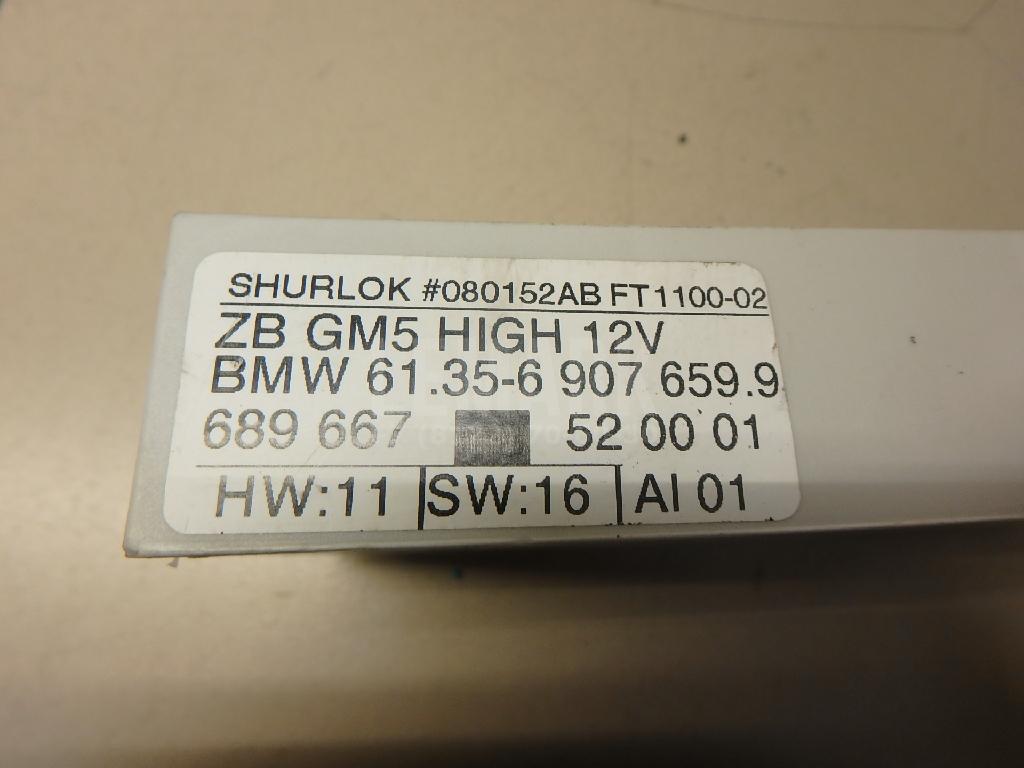 SHURLOK #080152AB FT1100-02
ZB GM5 HIGH 12V
BMW 61.35-6 907 659.9
689 667 52 00 01
HW:11 SW:16 AI 01